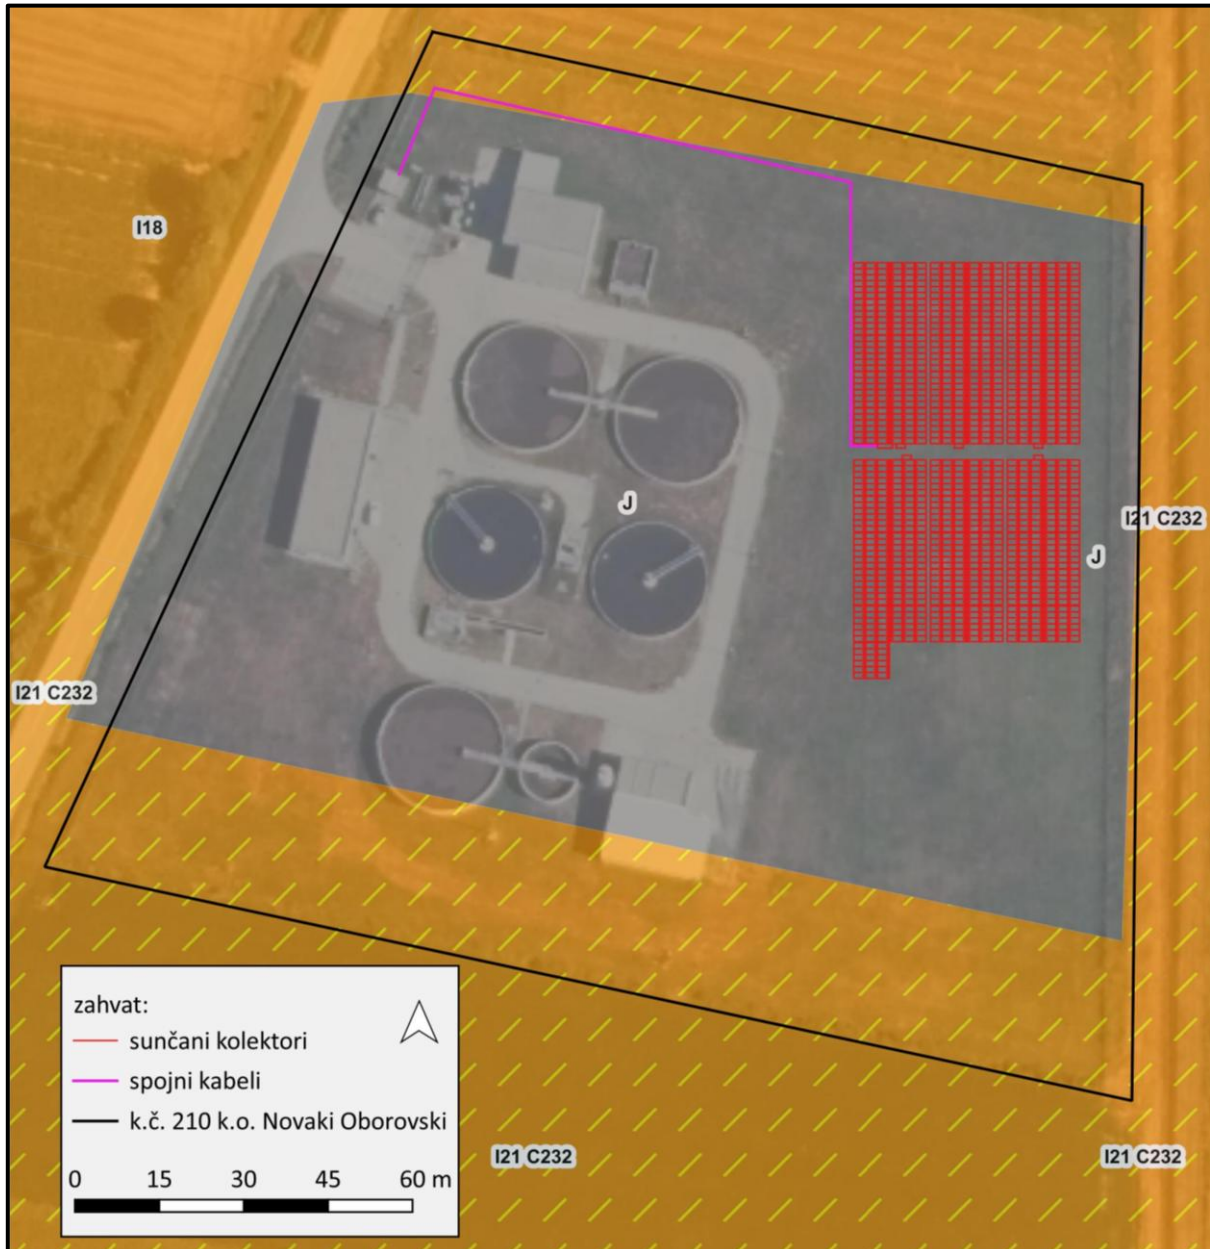 I18
J
I21 C232
J
I21 C232
zahvat:
sunčani kolektori
spojni kabeli
k.č. 210 k.o. Novaki Oborovski
0 15 30 45 60 m
I21 C232
I21 C232